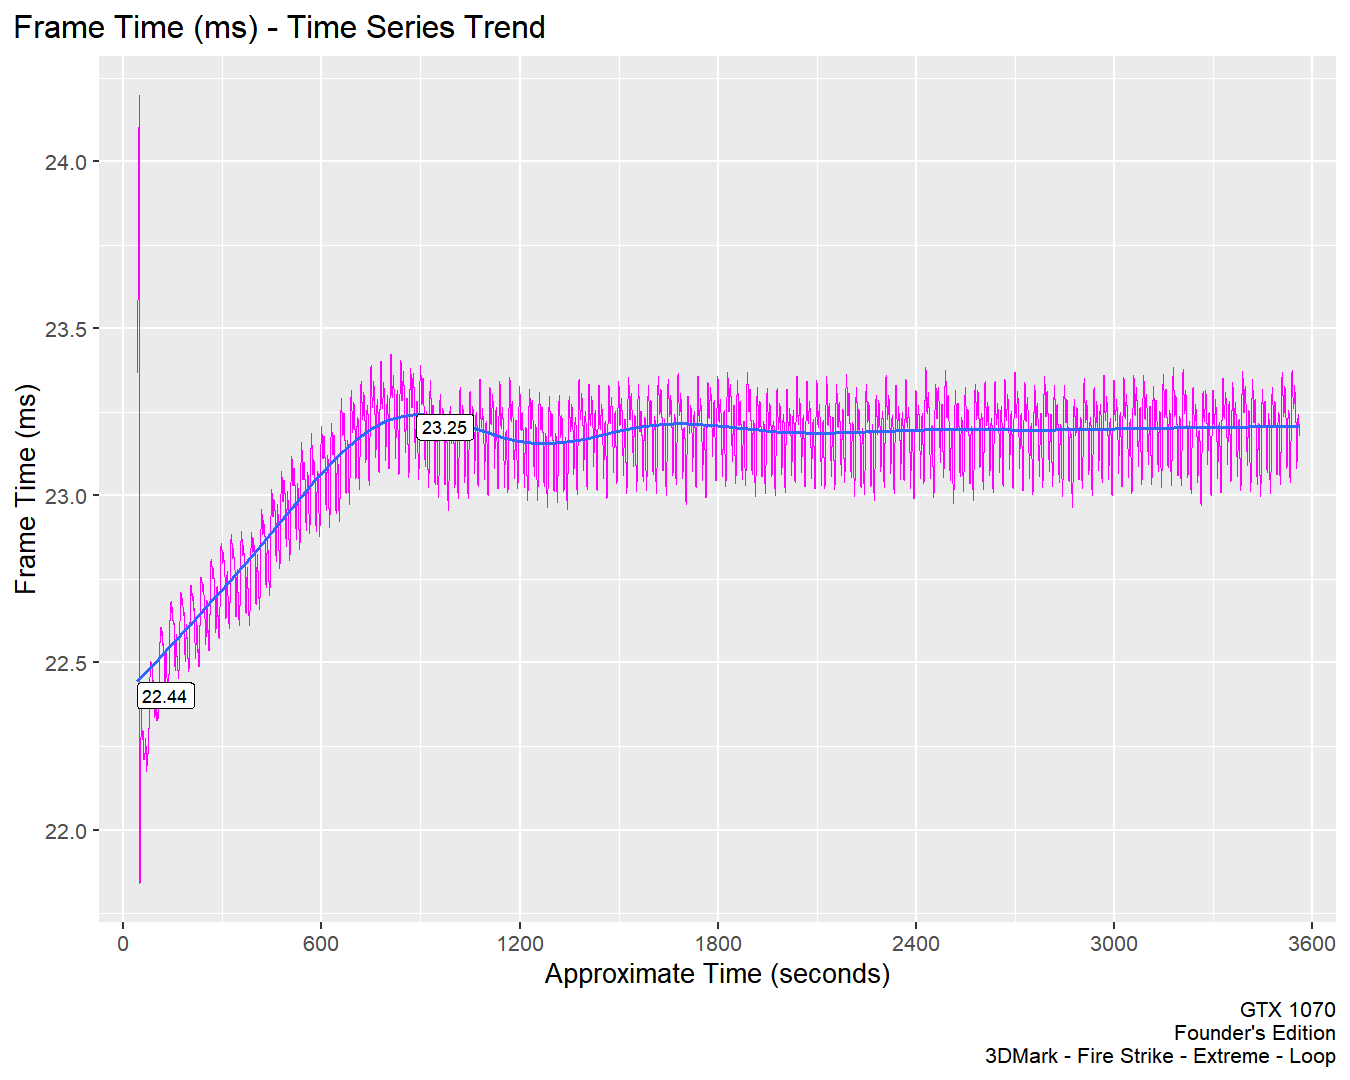 Frame Time (ms) - Time Series Trend
Frame Time (ms)
24.0
23.5
23.0
22.5
22.0
23.25
22.44
0 600 1200 1800 2400 3000 3600
Approximate Time (seconds)
GTX 1070
Founder's Edition
3DMark - Fire Strike - Extreme - Loop